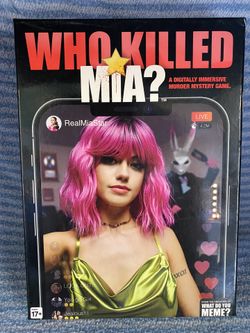 WHO KILLED
MIA?
A DIGITALLY IMMERSIVE
MURDER MYSTERY GAME.
RealMiaStar
LIVE
WHAT DO YOU
MEME?
17+